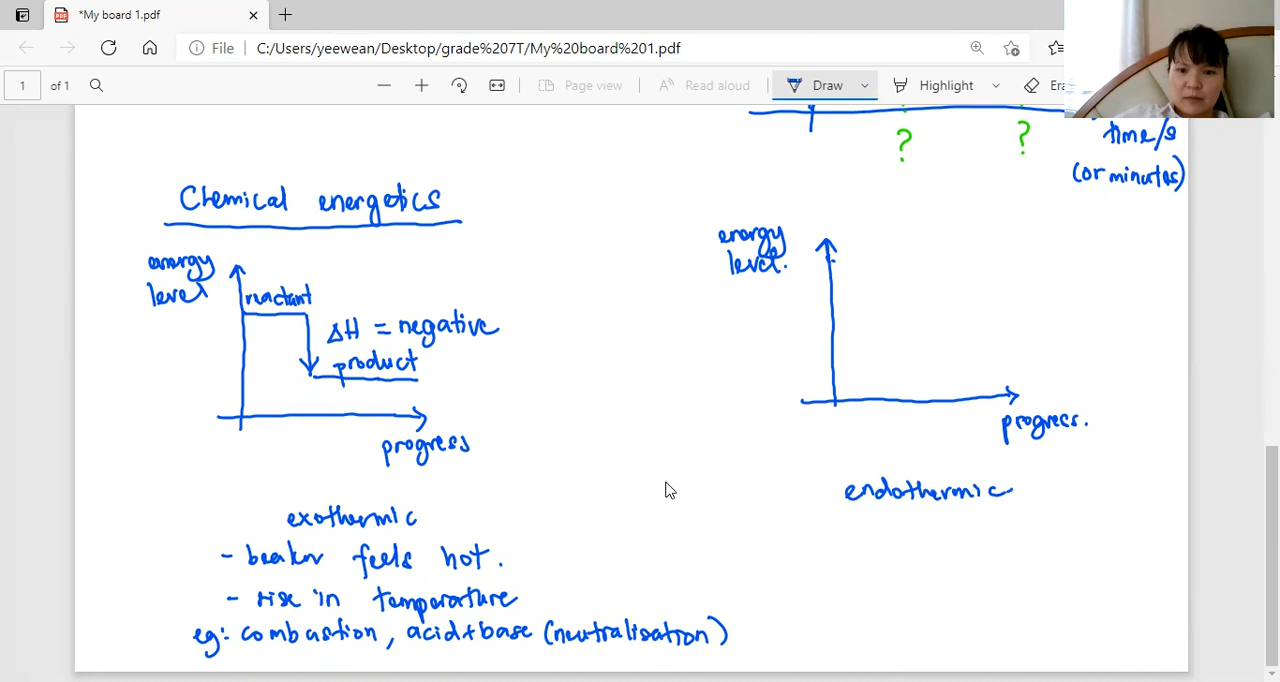 *My board 1.pdf
File
C:/Users/yeewean/Desktop/grade%207T/My%20board%201.pdf
1 of 1
Page view
Read aloud
Draw
Highlight
Era
? ?
time/s
(or minutes)
Chemical energetics
energy
level
reactant
ΔH = negative
product
progress
exothermic
- beaker feels hot.
- rise in temperature
eg: combastion, acid+base (neutralisation)
energy
level.
progress.
endothermic